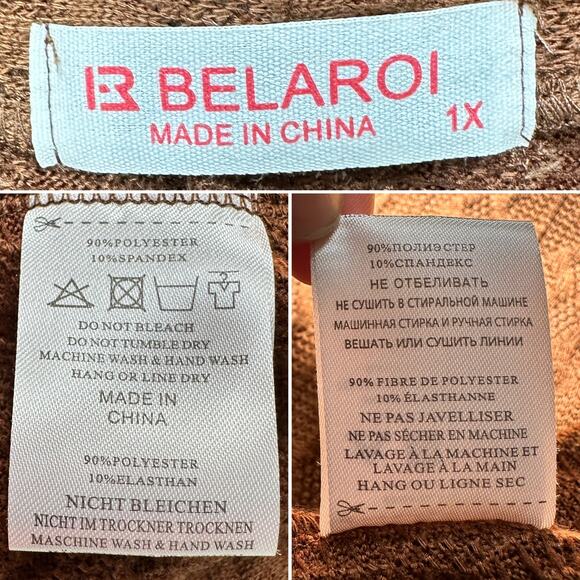 R BELAROI
MADE IN CHINA 1X
90%POLYESTER
10%SPANDEX
DO NOT BLEACH
DO NOT TUMBLE DRY
MACHINE WASH & HAND WASH
HANG OR LINE DRY
MADE IN
CHINA
90%POLYESTER
10%ELASTHAN
NICHT BLEICHEN
NICHT IM TROCKNER TROCKNEN
MASCHINE WASH & HAND WASH
90%ПОЛИЭСТЕР
10%СПАНДЕКС
НЕ ОТБЕЛИВАТЬ
НЕ СУШИТЬ В СТИРАЛЬНОЙ МАШИНЕ
МАШИННАЯ СТИРКА И РУЧНАЯ СТИРКА
ВЕШАТЬ ИЛИ СУШИТЬ ЛИНИИ
90% FIBRE DE POLYESTER
10% ÉLASTHANNE
NE PAS JAVELLISER
NE PAS SÉCHER EN MACHINE
LAVAGE À LA MACHINE ET
LAVAGE À LA MAIN
HANG OU LIGNE SEC